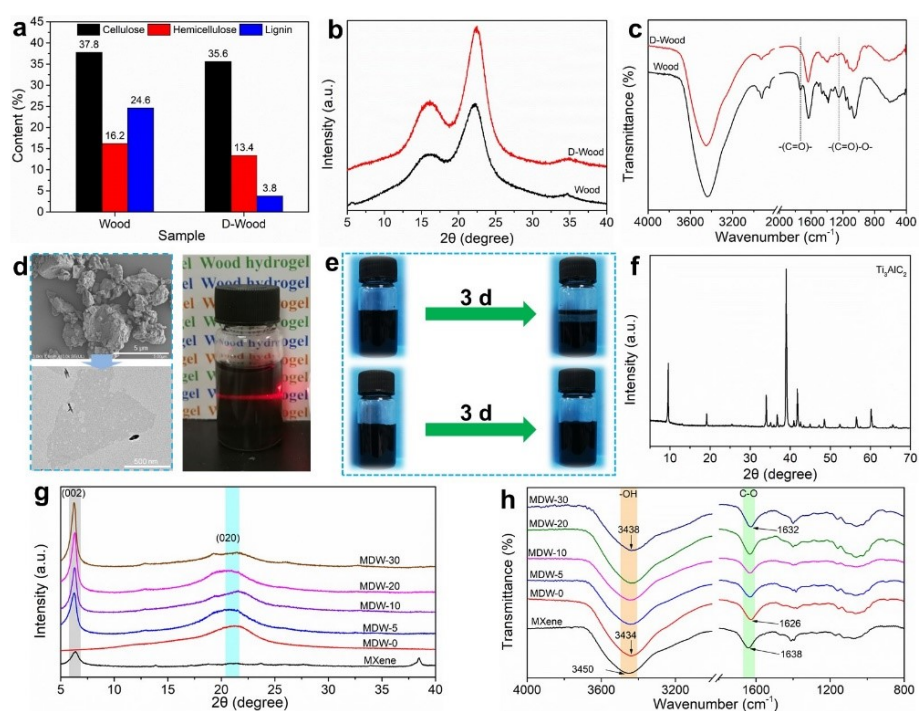 a
Cellulose Hemicellulose Lignin
Content (%)
45
40
35
30
25
20
15
10
5
0
37.8
16.2
24.6
35.6
13.4
3.8
Wood D-Wood
Sample
b
Intensity (a.u.)
D-Wood
Wood
5 10 15 20 25 30 35 40
2θ (degree)
c
Transmittance (%)
D-Wood
Wood
-(C=O)- -(C=O)-O-
4000 3200 2400 1600 1200 800 400
Wavenumber (cm⁻¹)
d
5 μm
500 nm
gel Wood hydrogel
e
3 d
3 d
f
Ti₃AlC₂
Intensity (a.u.)
10 20 30 40 50 60 70
2θ (degree)
g
(002)
(020)
Intensity (a.u.)
MDW-30
MDW-20
MDW-10
MDW-5
MDW-0
MXene
5 10 15 20 25 30 35 40
2θ (degree)
h
-OH
C-O
Transmittance (%)
MDW-30
MDW-20
MDW-10
MDW-5
MDW-0
MXene
3438
3434
3450
1632
1626
1638
4000 3200 1600 1200 800
Wavenumber (cm⁻¹)